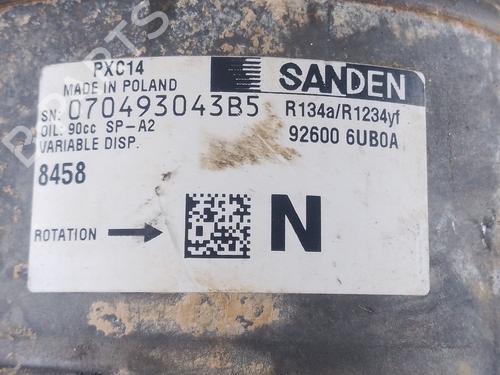 PXC14
MADE IN POLAND
SN: 070493043B5
OIL: 90cc SP-A2
VARIABLE DISP.
8458
ROTATION
SANDEN
R134a/R1234yf
92600 6UB0A
N